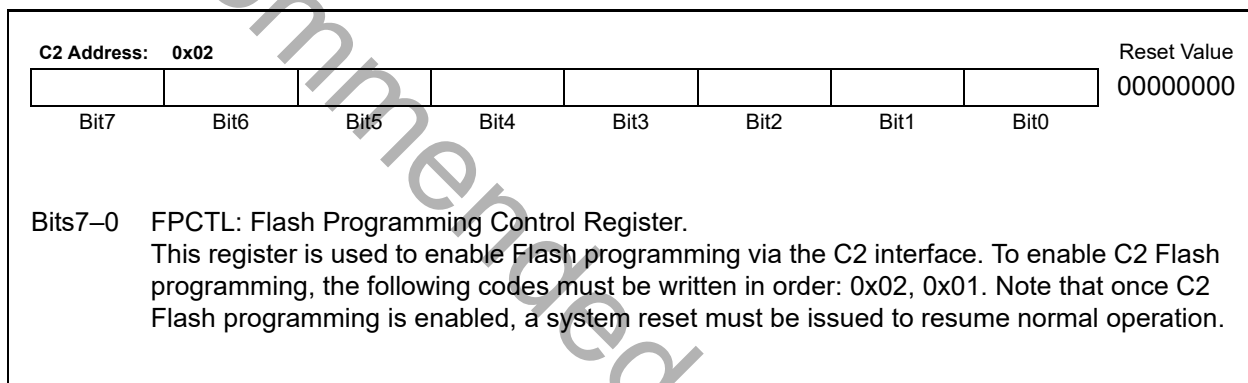 C2 Address: 0x02 Reset Value
00000000
Bit7 Bit6 Bit5 Bit4 Bit3 Bit2 Bit1 Bit0
Bits7–0 FPCTL: Flash Programming Control Register.
This register is used to enable Flash programming via the C2 interface. To enable C2 Flash
programming, the following codes must be written in order: 0x02, 0x01. Note that once C2
Flash programming is enabled, a system reset must be issued to resume normal operation.